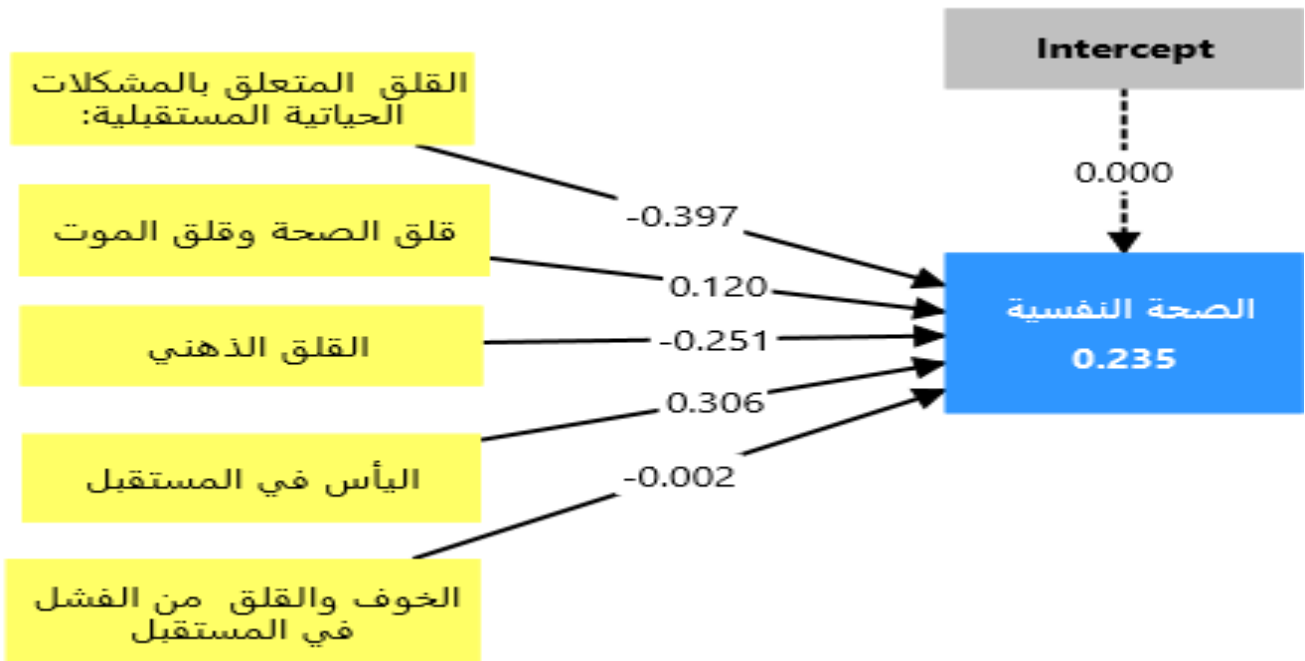 Intercept
0.000
القلق المتعلق بالمشكلات
الحياتية المستقبلية:
-0.397
قلق الصحة وقلق الموت
0.120
القلق الذهني
-0.251
اليأس في المستقبل
0.306
الخوف والقلق من الفشل
في المستقبل
-0.002
الصحة النفسية
0.235